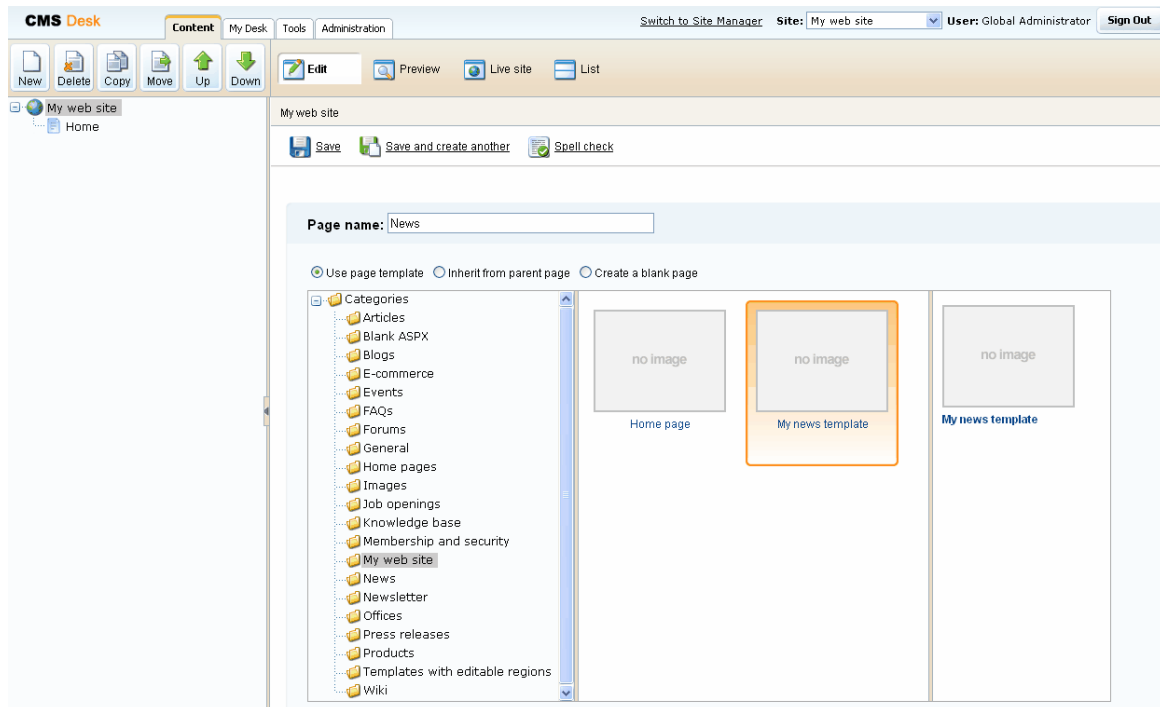 CMS Desk
Content My Desk Tools Administration
Switch to Site Manager Site: My web site User: Global Administrator Sign Out
New Delete Copy Move Up Down
Edit Preview Live site List
My web site
Home
My web site
Save Save and create another Spell check
Page name: News
Use page template Inherit from parent page Create a blank page
Categories
Articles
Blank ASPX
Blogs
E-commerce
Events
FAQs
Forums
General
Home pages
Images
Job openings
Knowledge base
Membership and security
My web site
News
Newsletter
Offices
Press releases
Products
Templates with editable regions
Wiki
no image
Home page
no image
My news template
no image
My news template